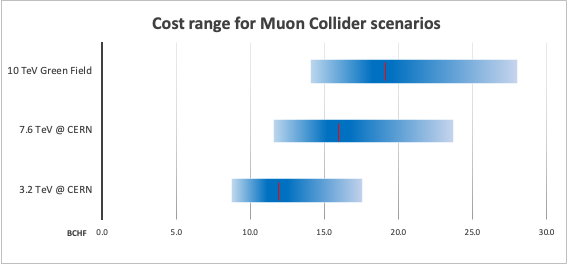 Cost range for Muon Collider scenarios
10 TeV Green Field
7.6 TeV @ CERN
3.2 TeV @ CERN
BCHF 0.0 5.0 10.0 15.0 20.0 25.0 30.0